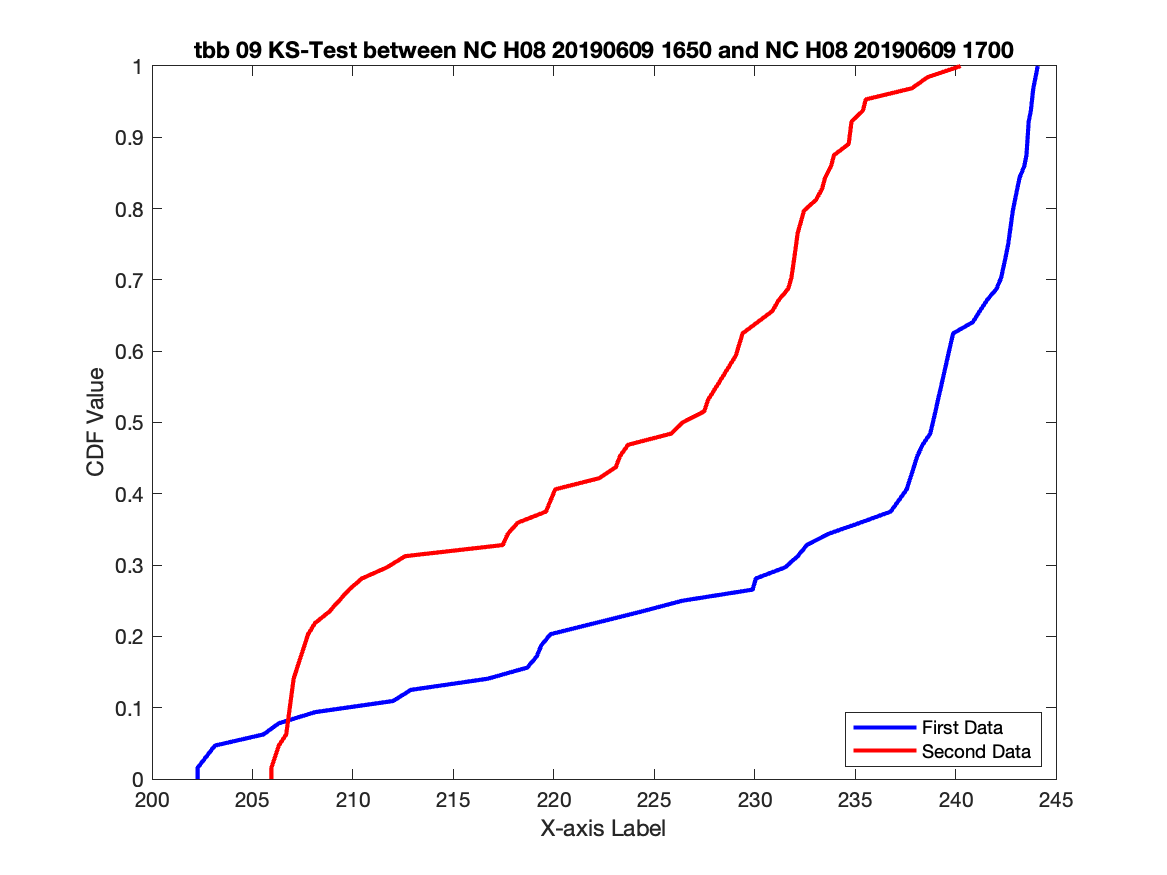 tbb 09 KS-Test between NC H08 20190609 1650 and NC H08 20190609 1700
1
0.9
0.8
0.7
0.6
0.5
0.4
0.3
0.2
0.1
0
CDF Value
200 205 210 215 220 225 230 235 240 245
X-axis Label
First Data
Second Data